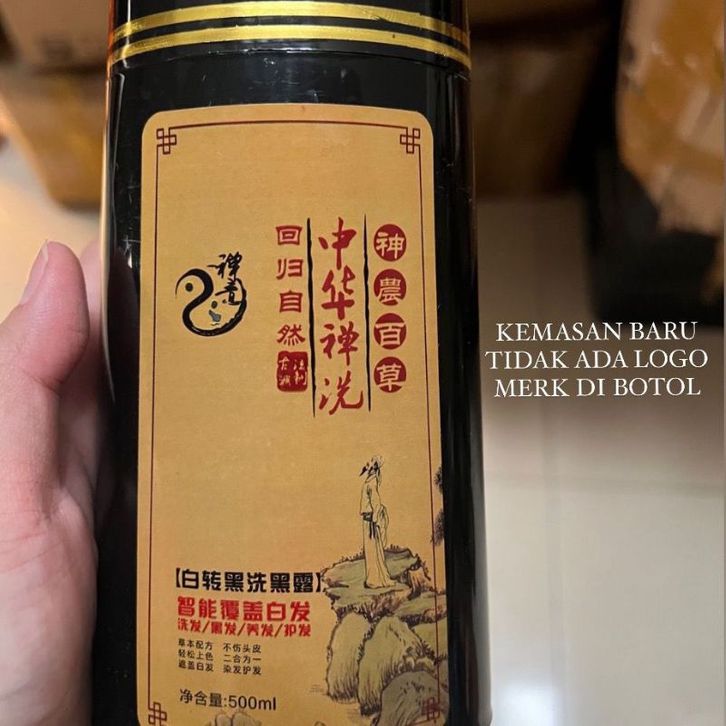 神農百草
中华禅洗
回归自然
禅意
【白转黑洗黑露】
智能覆盖白发
洗发/黑发/养发/护发
草本配方 不伤头皮
轻松上色 二合为一
遮盖白发 染发护发
净含量:500ml
KEMASAN BARU
TIDAK ADA LOGO
MERK DI BOTOL